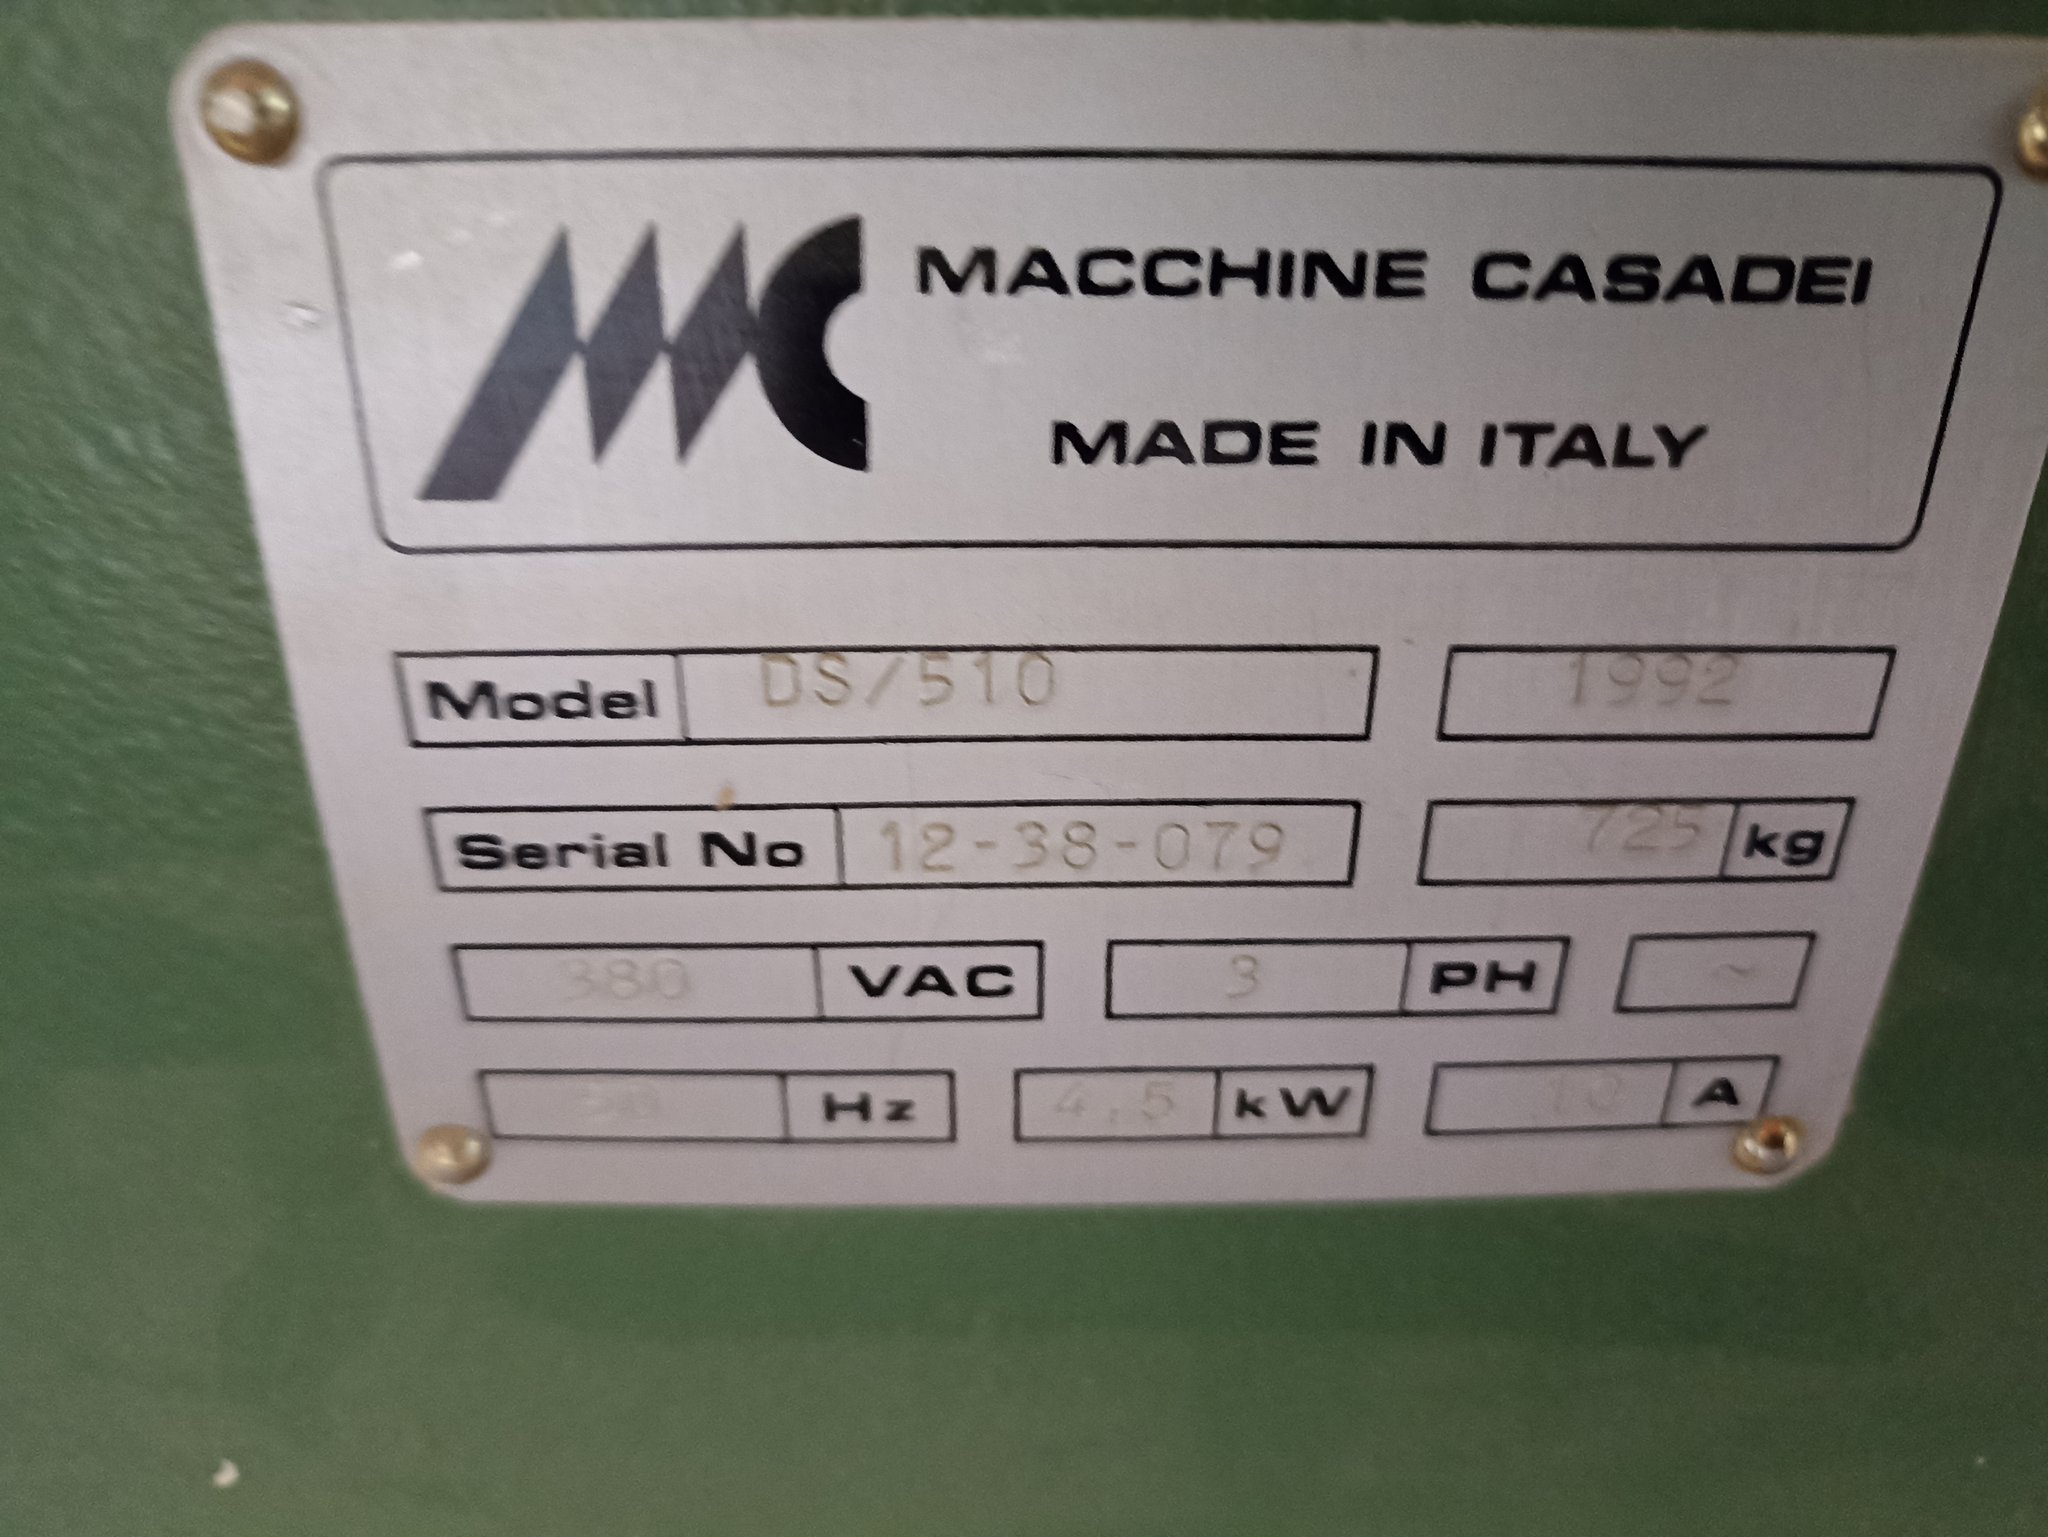 MACCHINE CASADEI
MADE IN ITALY
Model DS/510 1992
Serial No 12-38-079 725 kg
380 VAC 3 PH ~
Hz 4,5 kW 10 A